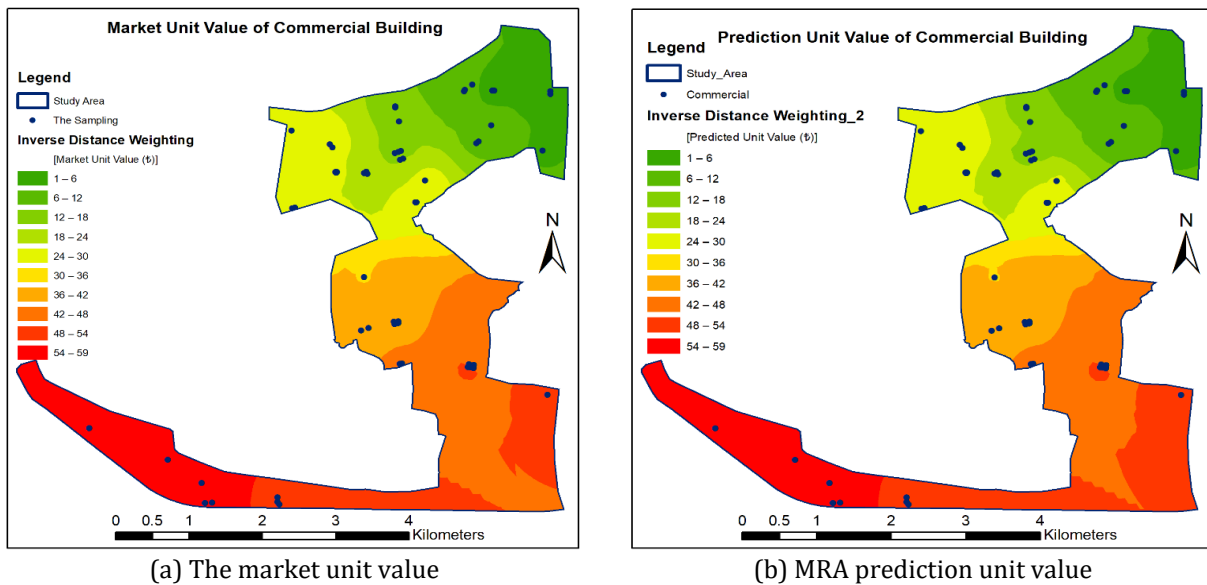 Market Unit Value of Commercial Building
Legend
Study Area
The Sampling
Inverse Distance Weighting
[Market Unit Value (₺)]
1 – 6
6 – 12
12 – 18
18 – 24
24 – 30
30 – 36
36 – 42
42 – 48
48 – 54
54 – 59
N
0 0.5 1 2 3 4
Kilometers
(a) The market unit value
Prediction Unit Value of Commercial Building
Legend
Study_Area
Commercial
Inverse Distance Weighting_2
[Predicted Unit Value (₺)]
1 – 6
6 – 12
12 – 18
18 – 24
24 – 30
30 – 36
36 – 42
42 – 48
48 – 54
54 – 59
N
0 0.5 1 2 3 4
Kilometers
(b) MRA prediction unit value